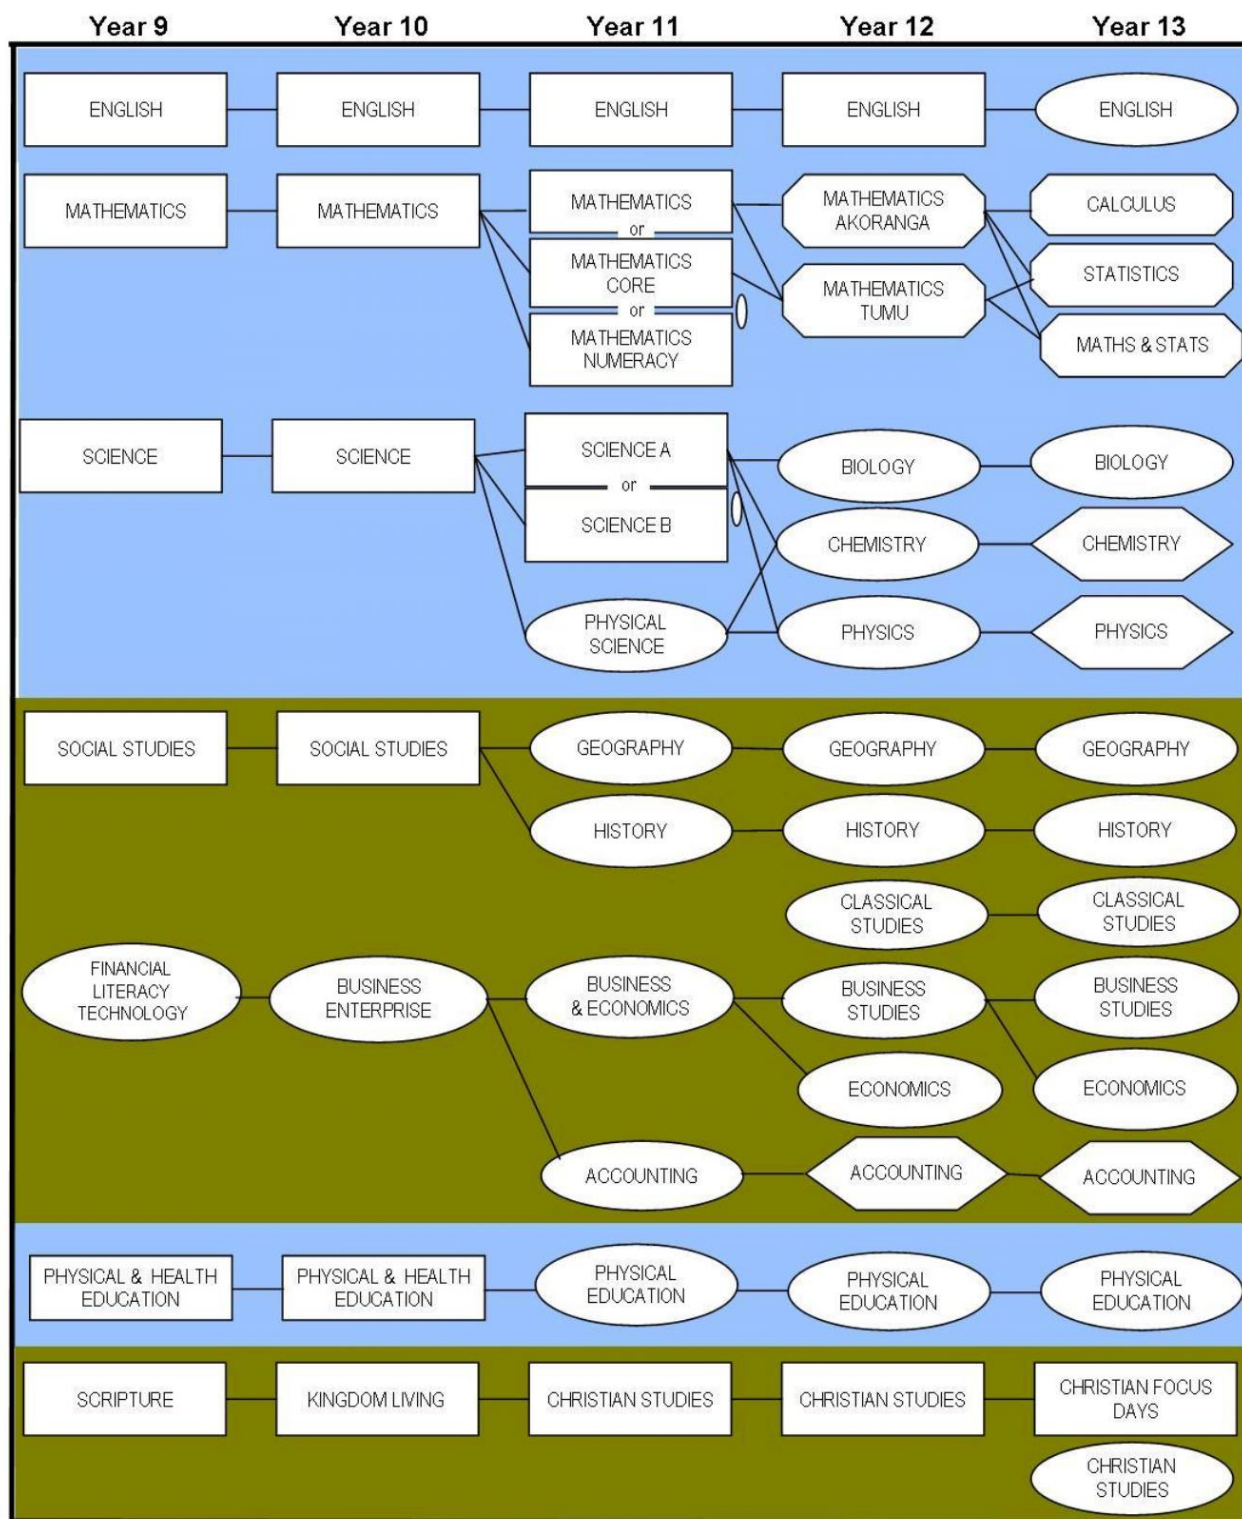 Year 9 Year 10 Year 11 Year 12 Year 13
ENGLISH ENGLISH ENGLISH ENGLISH ENGLISH
MATHEMATICS
MATHEMATICS
MATHEMATICS
or
MATHEMATICS
CORE
or
MATHEMATICS
NUMERACY
MATHEMATICS
AKORANGA
MATHEMATICS
TUMU
CALCULUS
STATISTICS
MATHS & STATS
SCIENCE
SCIENCE
SCIENCE A
or
SCIENCE B
PHYSICAL
SCIENCE
BIOLOGY
CHEMISTRY
PHYSICS
BIOLOGY
CHEMISTRY
PHYSICS
SOCIAL STUDIES
SOCIAL STUDIES
GEOGRAPHY
HISTORY
GEOGRAPHY
HISTORY
CLASSICAL
STUDIES
GEOGRAPHY
HISTORY
CLASSICAL
STUDIES
FINANCIAL
LITERACY
TECHNOLOGY
BUSINESS
ENTERPRISE
BUSINESS
& ECONOMICS
ACCOUNTING
BUSINESS
STUDIES
ECONOMICS
ACCOUNTING
BUSINESS
STUDIES
ECONOMICS
ACCOUNTING
PHYSICAL & HEALTH
EDUCATION
PHYSICAL & HEALTH
EDUCATION
PHYSICAL
EDUCATION
PHYSICAL
EDUCATION
PHYSICAL
EDUCATION
SCRIPTURE
KINGDOM LIVING
CHRISTIAN STUDIES
CHRISTIAN STUDIES
CHRISTIAN FOCUS
DAYS
CHRISTIAN
STUDIES